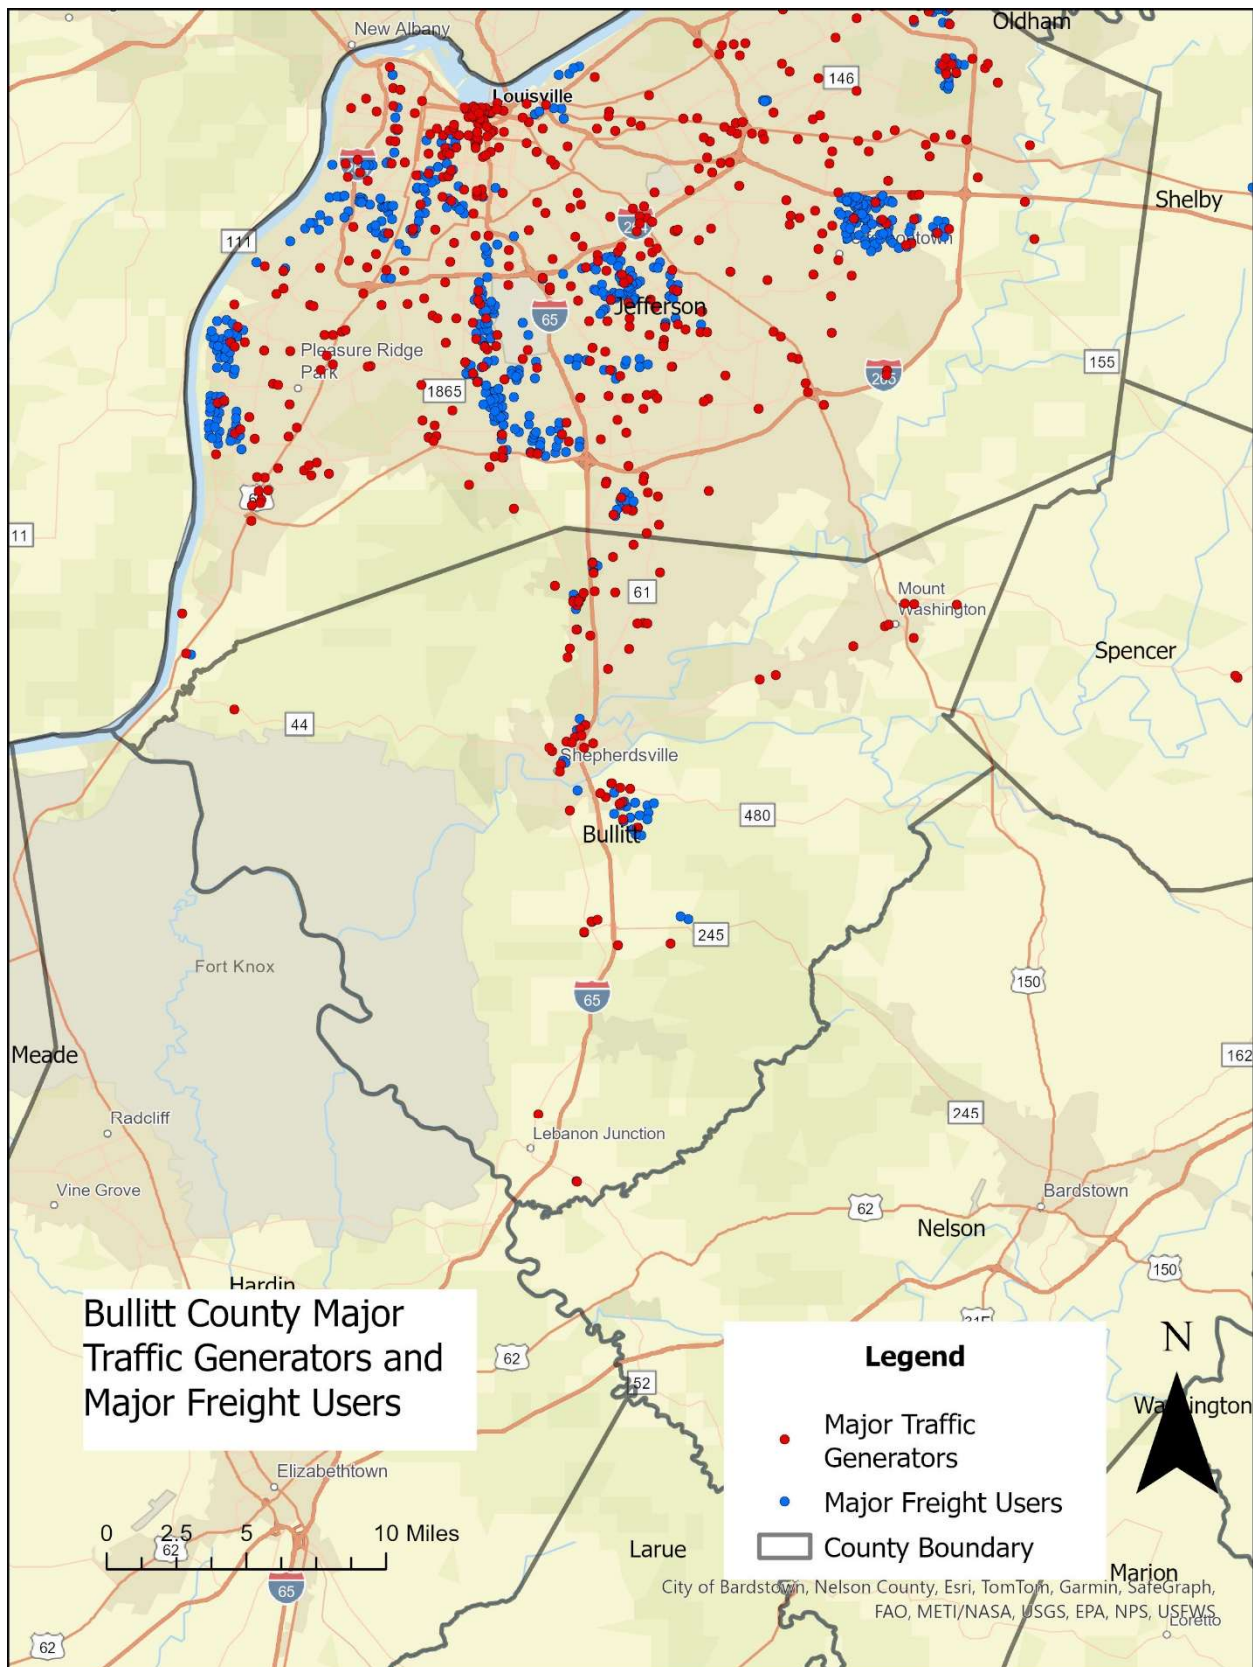 Oldham
New Albany
Louisville
146
Shelby
111
Jefferson
65
Pleasure Ridge
Park
155
1865
11
61
Mount
Washington
Spencer
44
Shepherdsville
480
Bullitt
245
Fort Knox
150
65
Meade
162
Radcliff
245
Lebanon Junction
Vine Grove
Bardstown
62
Nelson
150
Hardin
31E
Bullitt County Major
Traffic Generators and
Major Freight Users
62
52
N
Legend
Major Traffic
Generators
Major Freight Users
County Boundary
Elizabethtown
0 2.5 5 10 Miles
62
65
Larue
Marion
City of Bardstown, Nelson County, Esri, TomTom, Garmin, SafeGraph,
FAO, METI/NASA, USGS, EPA, NPS, USFWS
Loretto
62